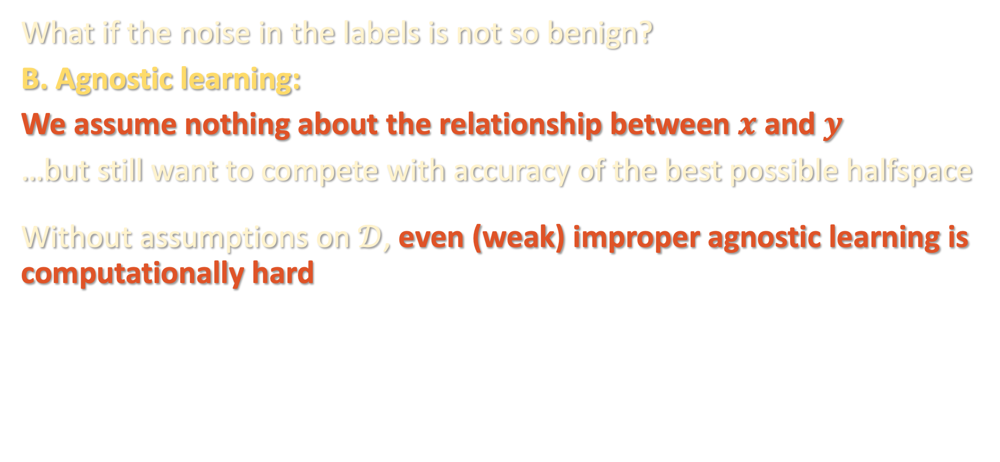 What if the noise in the labels is not so benign?
B. Agnostic learning:
We assume nothing about the relationship between 𝒙 and 𝒚
...but still want to compete with accuracy of the best possible halfspace
Without assumptions on 𝒟, even (weak) improper agnostic learning is
computationally hard